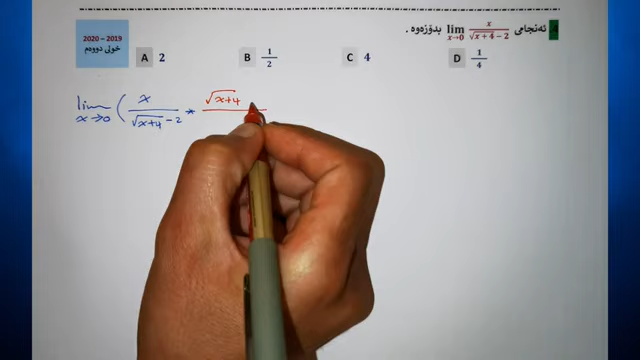 ئەنجامی lim x→0 x/(√(x+4) - 2) بدۆزەوە .
2020 – 2019
خولی دووەم
A 2 B 1/2 C 4 D 1/4
lim x→0 ( x/(√(x+4) - 2) * √(x+4)